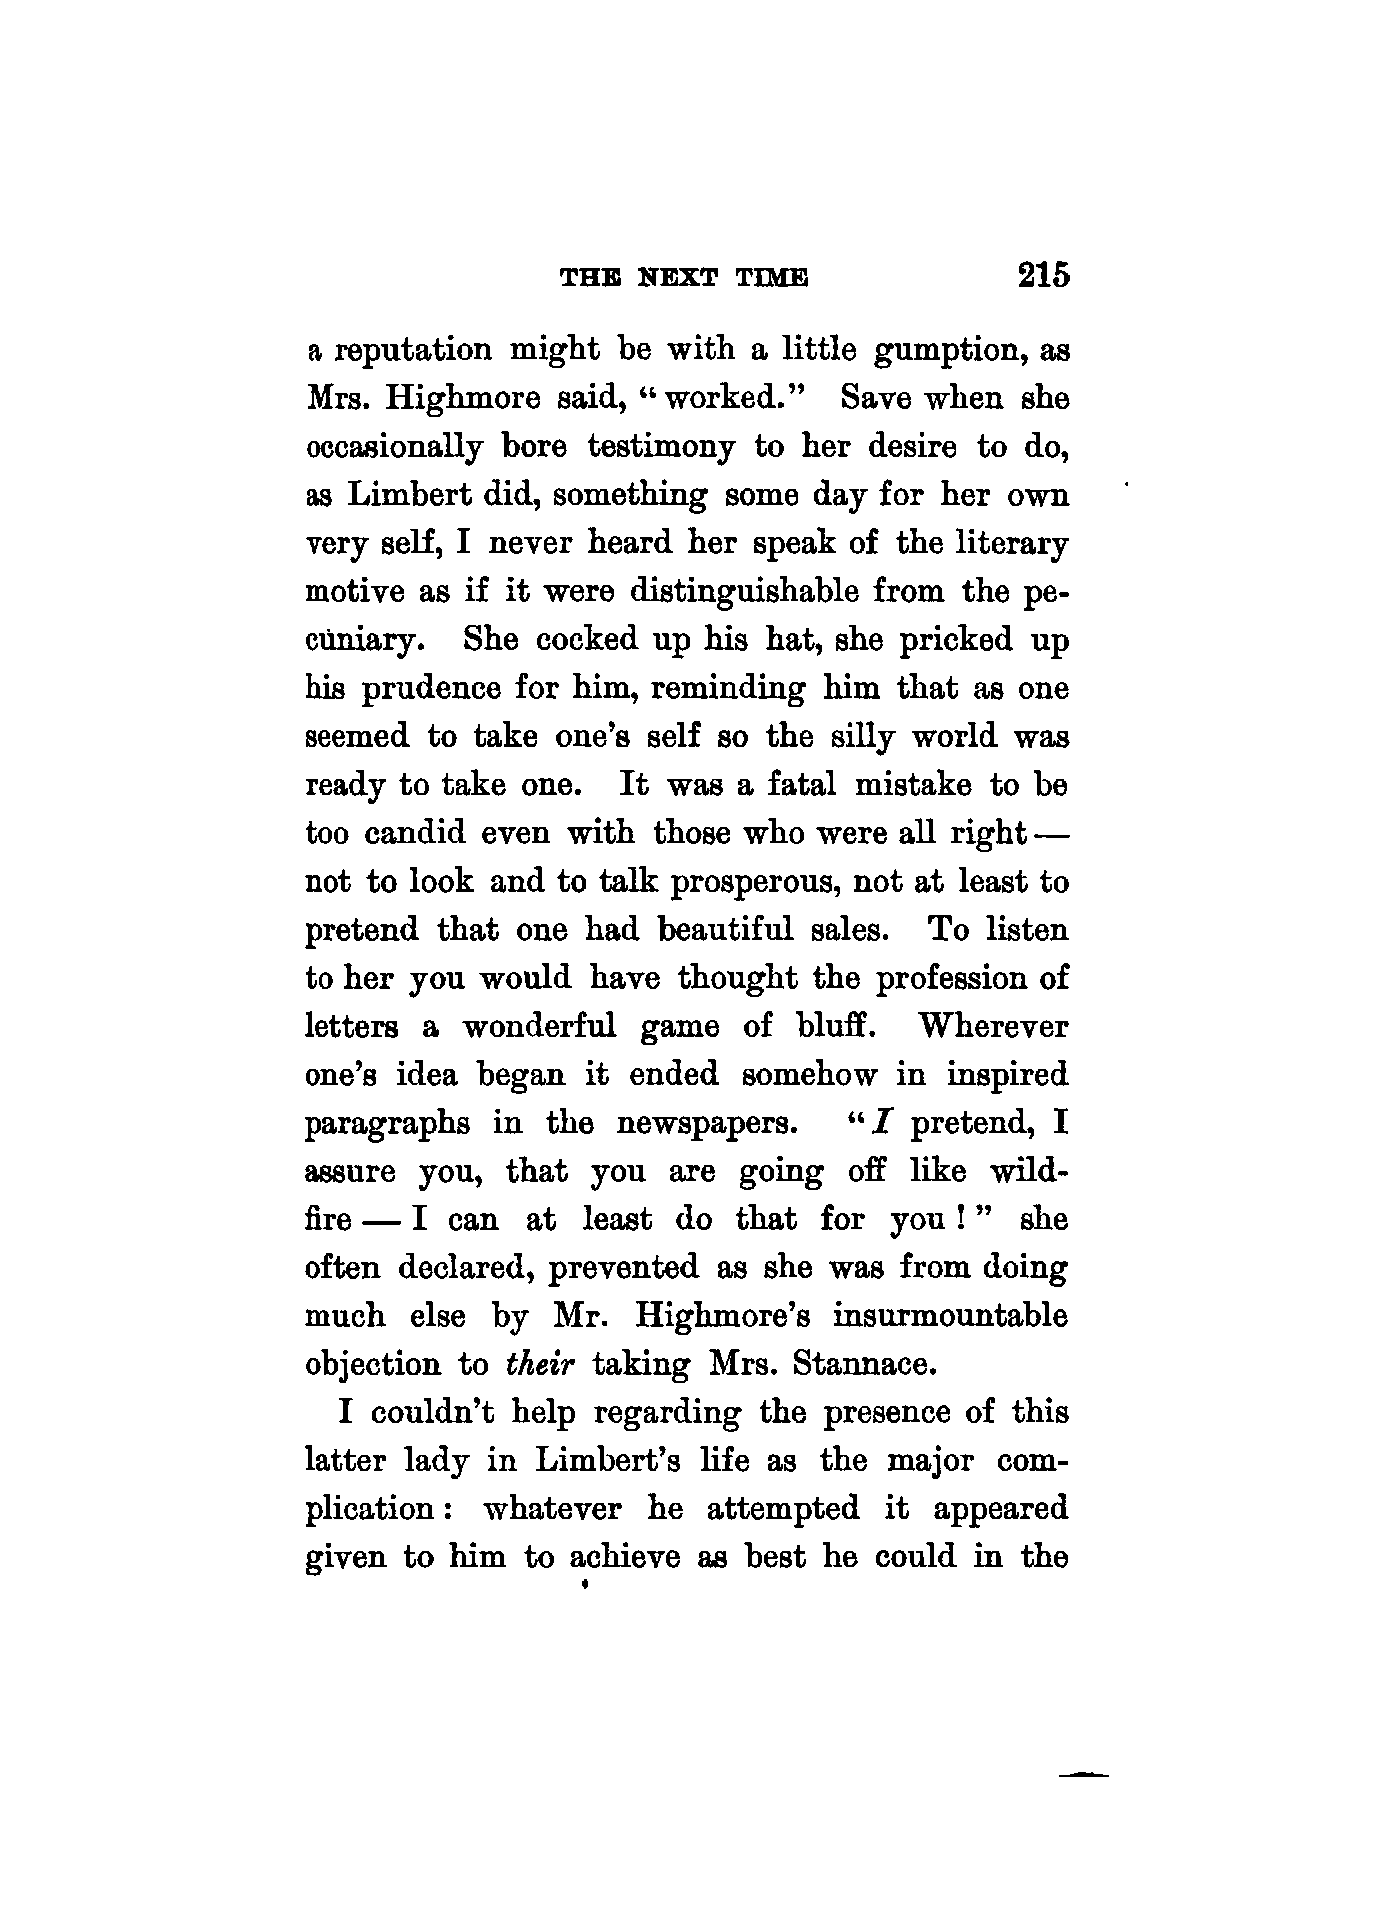 THE NEXT TIME 215
a reputation might be with a little gumption, as
Mrs. Highmore said, “worked.” Save when she
occasionally bore testimony to her desire to do,
as Limbert did, something some day for her own
very self, I never heard her speak of the literary
motive as if it were distinguishable from the pe-
cuniary. She cocked up his hat, she pricked up
his prudence for him, reminding him that as one
seemed to take one’s self so the silly world was
ready to take one. It was a fatal mistake to be
too candid even with those who were all right —
not to look and to talk prosperous, not at least to
pretend that one had beautiful sales. To listen
to her you would have thought the profession of
letters a wonderful game of bluff. Wherever
one’s idea began it ended somehow in inspired
paragraphs in the newspapers. “I pretend, I
assure you, that you are going off like wild-
fire — I can at least do that for you!” she
often declared, prevented as she was from doing
much else by Mr. Highmore’s insurmountable
objection to their taking Mrs. Stannace.
I couldn’t help regarding the presence of this
latter lady in Limbert’s life as the major com-
plication: whatever he attempted it appeared
given to him to achieve as best he could in the